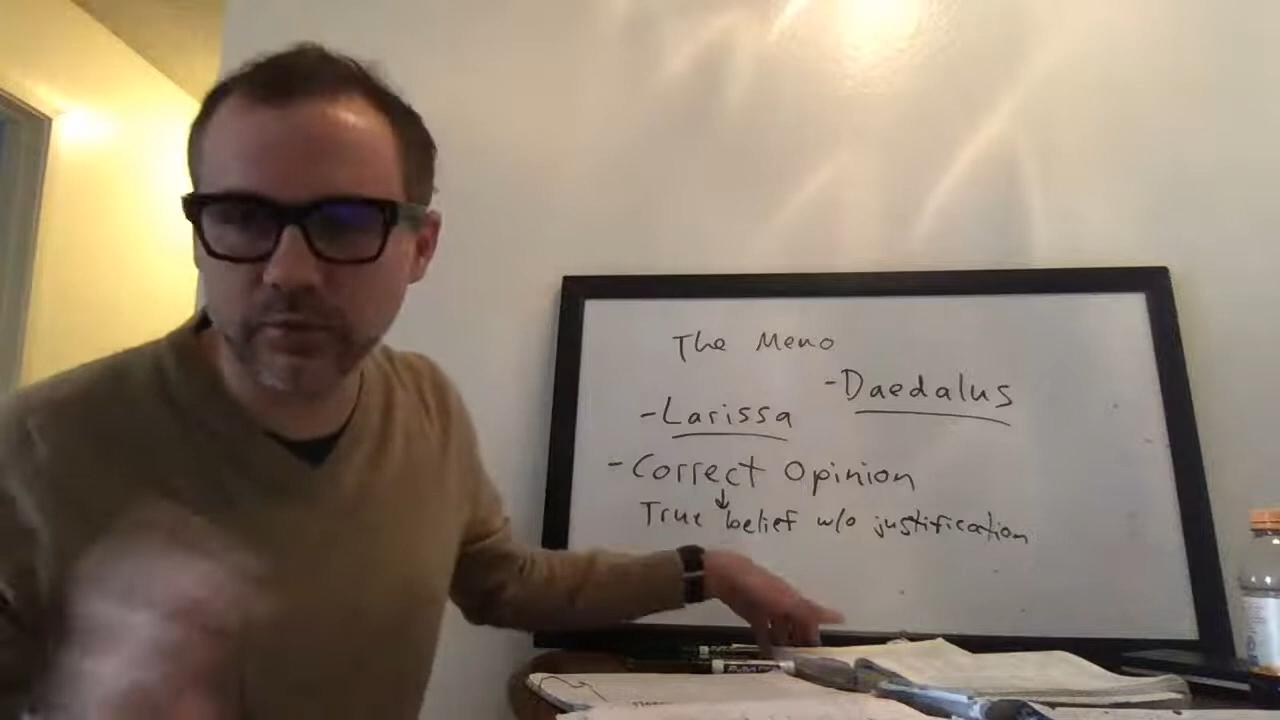 The Meno
-Daedalus
-Larissa
-Correct Opinion
↓
True belief w/o justification